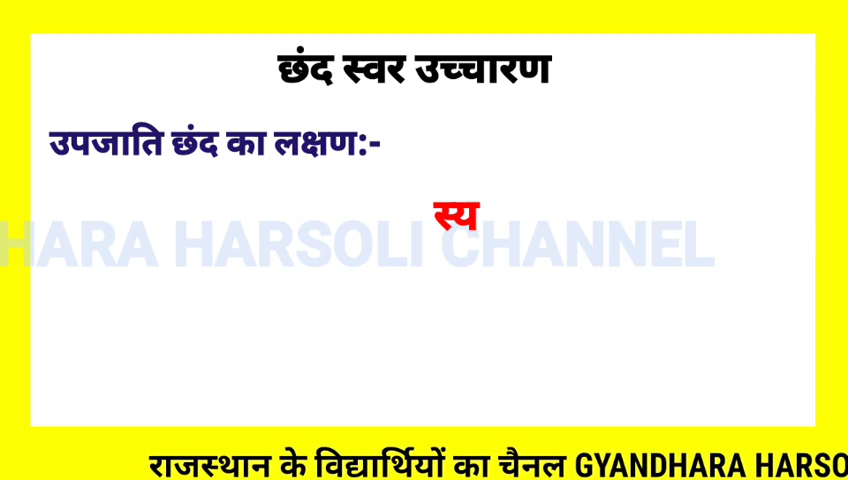 छंद स्वर उच्चारण
उपजाति छंद का लक्षण:-
स्य
HARA HARSOLI CHANNEL
राजस्थान के विद्यार्थियों का चैनल GYANDHARA HARSO